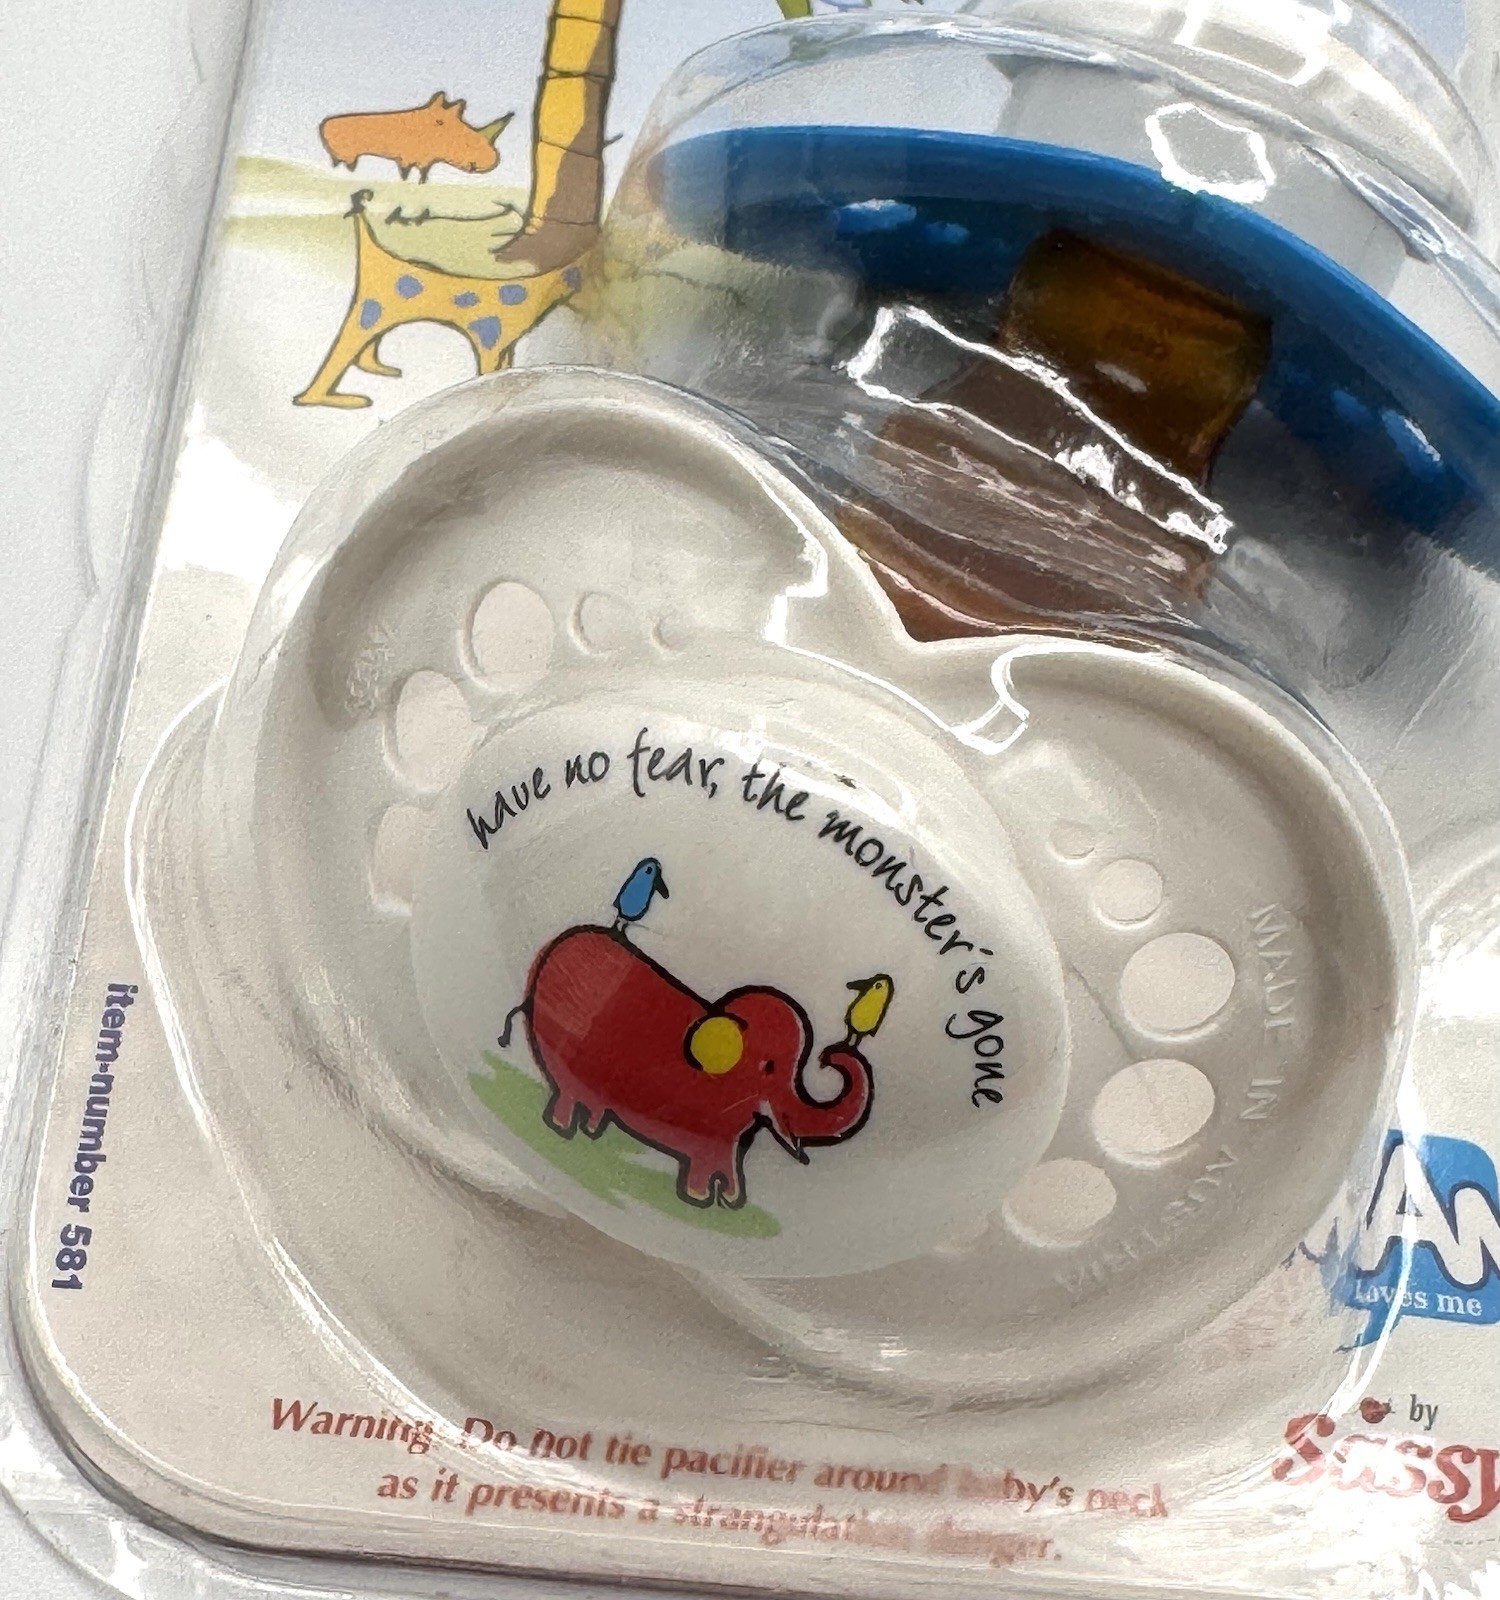 have no fear, the monster's gone
MADE IN AUSTRIA
item-number 581
loves me
by
Sassy
Warning: Do not tie pacifier around baby's neck
as it presents a strangulation danger.